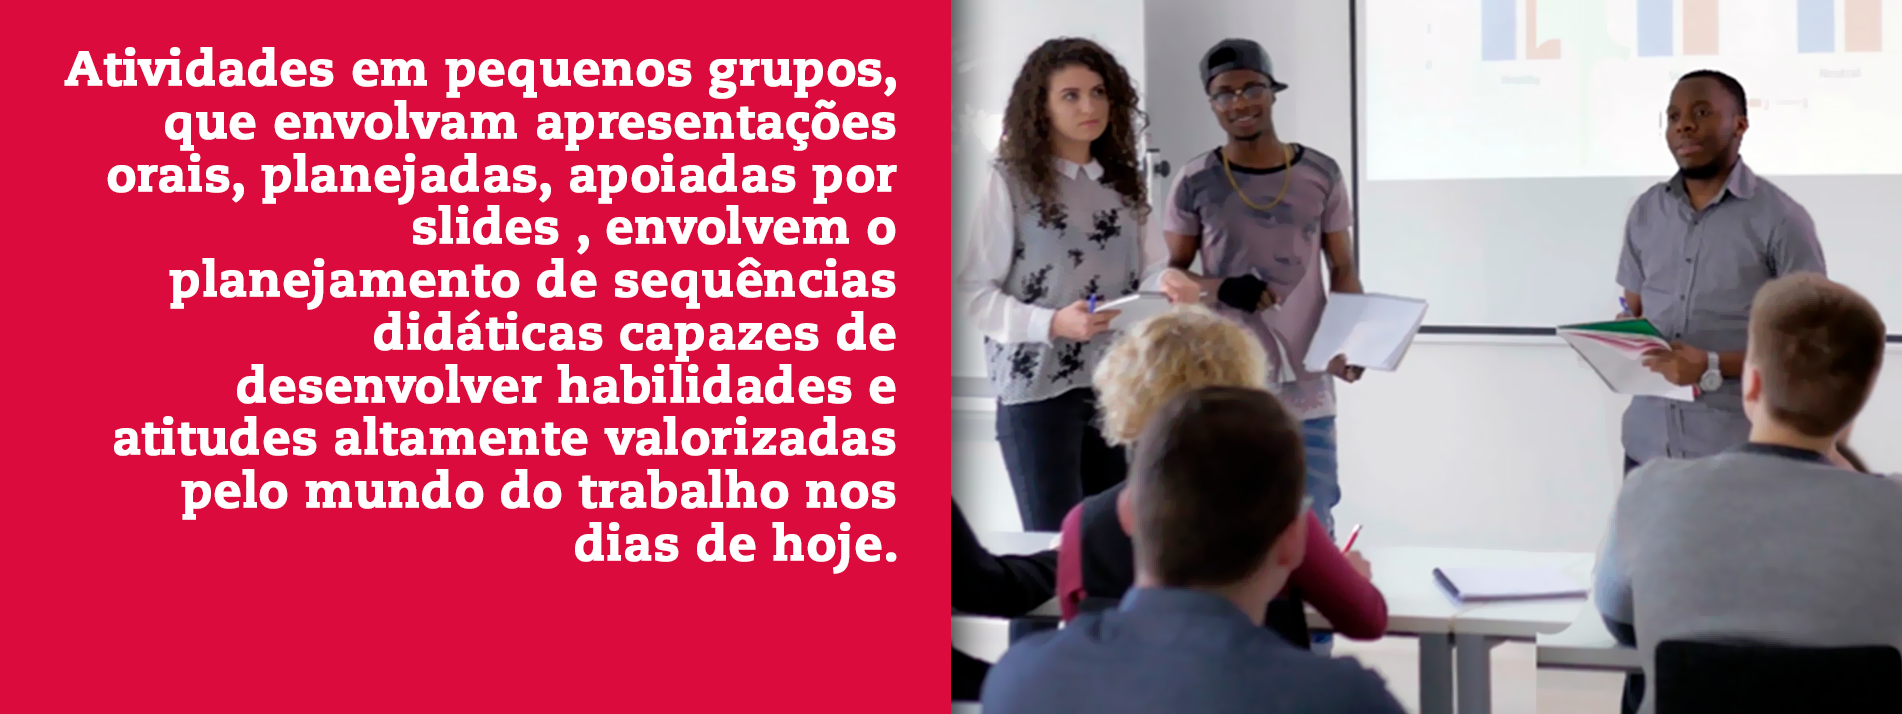 Atividades em pequenos grupos,
que envolvam apresentações
orais, planejadas, apoiadas por
slides , envolvem o
planejamento de sequências
didáticas capazes de
desenvolver habilidades e
atitudes altamente valorizadas
pelo mundo do trabalho nos
dias de hoje.